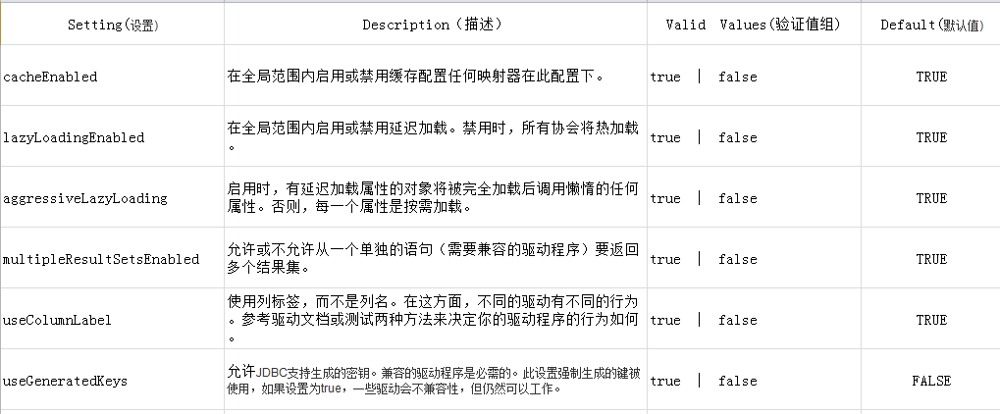 Setting(设置) Description（描述） Valid Values(验证值组) Default(默认值)
cacheEnabled 在全局范围内启用或禁用缓存配置任何映射器在此配置下。 true | false TRUE
lazyLoadingEnabled 在全局范围内启用或禁用延迟加载。禁用时，所有协会将热加载
。 true | false TRUE
aggressiveLazyLoading 启用时，有延迟加载属性的对象将被完全加载后调用懒惰的任何
属性。否则，每一个属性是按需加载。 true | false TRUE
multipleResultSetsEnabled 允许或不允许从一个单独的语句（需要兼容的驱动程序）要返回
多个结果集。 true | false TRUE
useColumnLabel 使用列标签，而不是列名。在这方面，不同的驱动有不同的行为
。参考驱动文档或测试两种方法来决定你的驱动程序的行为如何
。 true | false TRUE
useGeneratedKeys 允许JDBC支持生成的密钥。兼容的驱动程序是必需的。此设置强制生成的键被
使用，如果设置为true，一些驱动会不兼容性，但仍然可以工作。 true | false FALSE